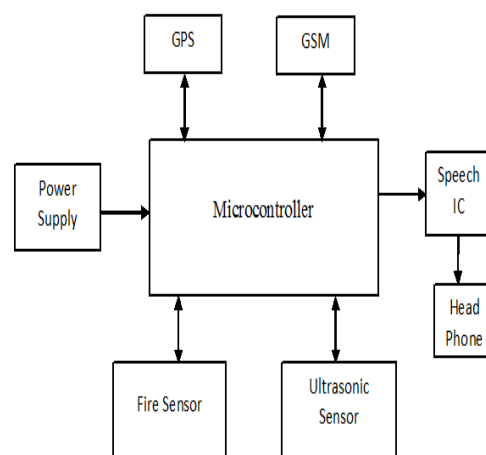 GPS
GSM
Power
Supply
Microcontroller
Speech
IC
Head
Phone
Fire Sensor
Ultrasonic
Sensor